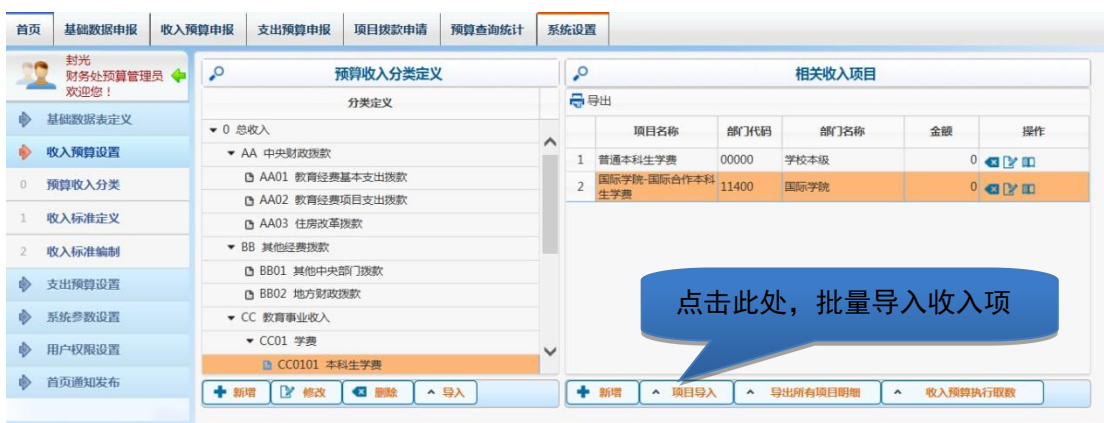 首页 基础数据申报 收入预算申报 支出预算申报 项目拨款申请 预算查询统计 系统设置
封光
财务处预算管理员
欢迎您！
基础数据表定义
收入预算设置
0 预算收入分类
1 收入标准定义
2 收入标准编制
支出预算设置
系统参数设置
用户权限设置
首页通知发布
预算收入分类定义
分类定义
0 总收入
AA 中央财政拨款
AA01 教育经费基本支出拨款
AA02 教育经费项目支出拨款
AA03 住房改革拨款
BB 其他经费拨款
BB01 其他中央部门拨款
BB02 地方财政拨款
CC 教育事业收入
CC01 学费
CC0101 本科生学费
新增 修改 删除 导入
相关收入项目
导出
项目名称 部门代码 部门名称 金额 操作
1 普通本科生学费 00000 学校本级 0
2 国际学院-国际合作本科
生学费 11400 国际学院 0
点击此处，批量导入收入项
新增 项目导入 导出所有项目明细 收入预算执行取数